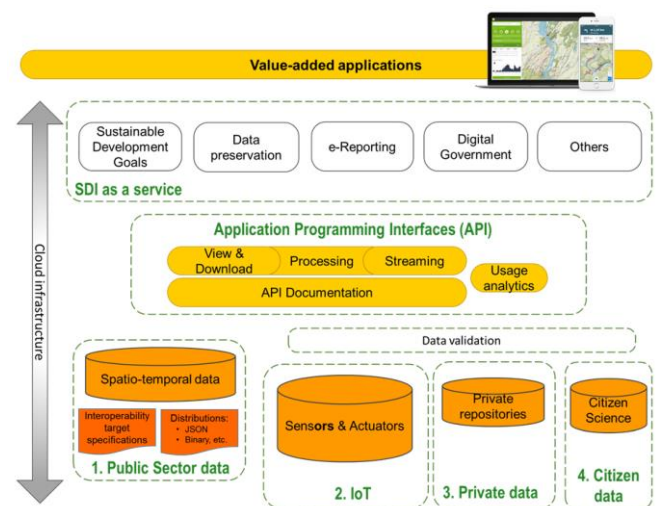 Value-added applications
Sustainable
Development
Goals
Data
preservation
e-Reporting
Digital
Government
Others
SDI as a service
Cloud infrastructure
Application Programming Interfaces (API)
View &
Download
Processing
Streaming
API Documentation
Usage
analytics
Data validation
Spatio-temporal data
Interoperability
target
specifications
Distributions:
• JSON
• Binary, etc.
1. Public Sector data
Sensors & Actuators
2. IoT
Private
repositories
3. Private data
Citizen
Science
4. Citizen
data